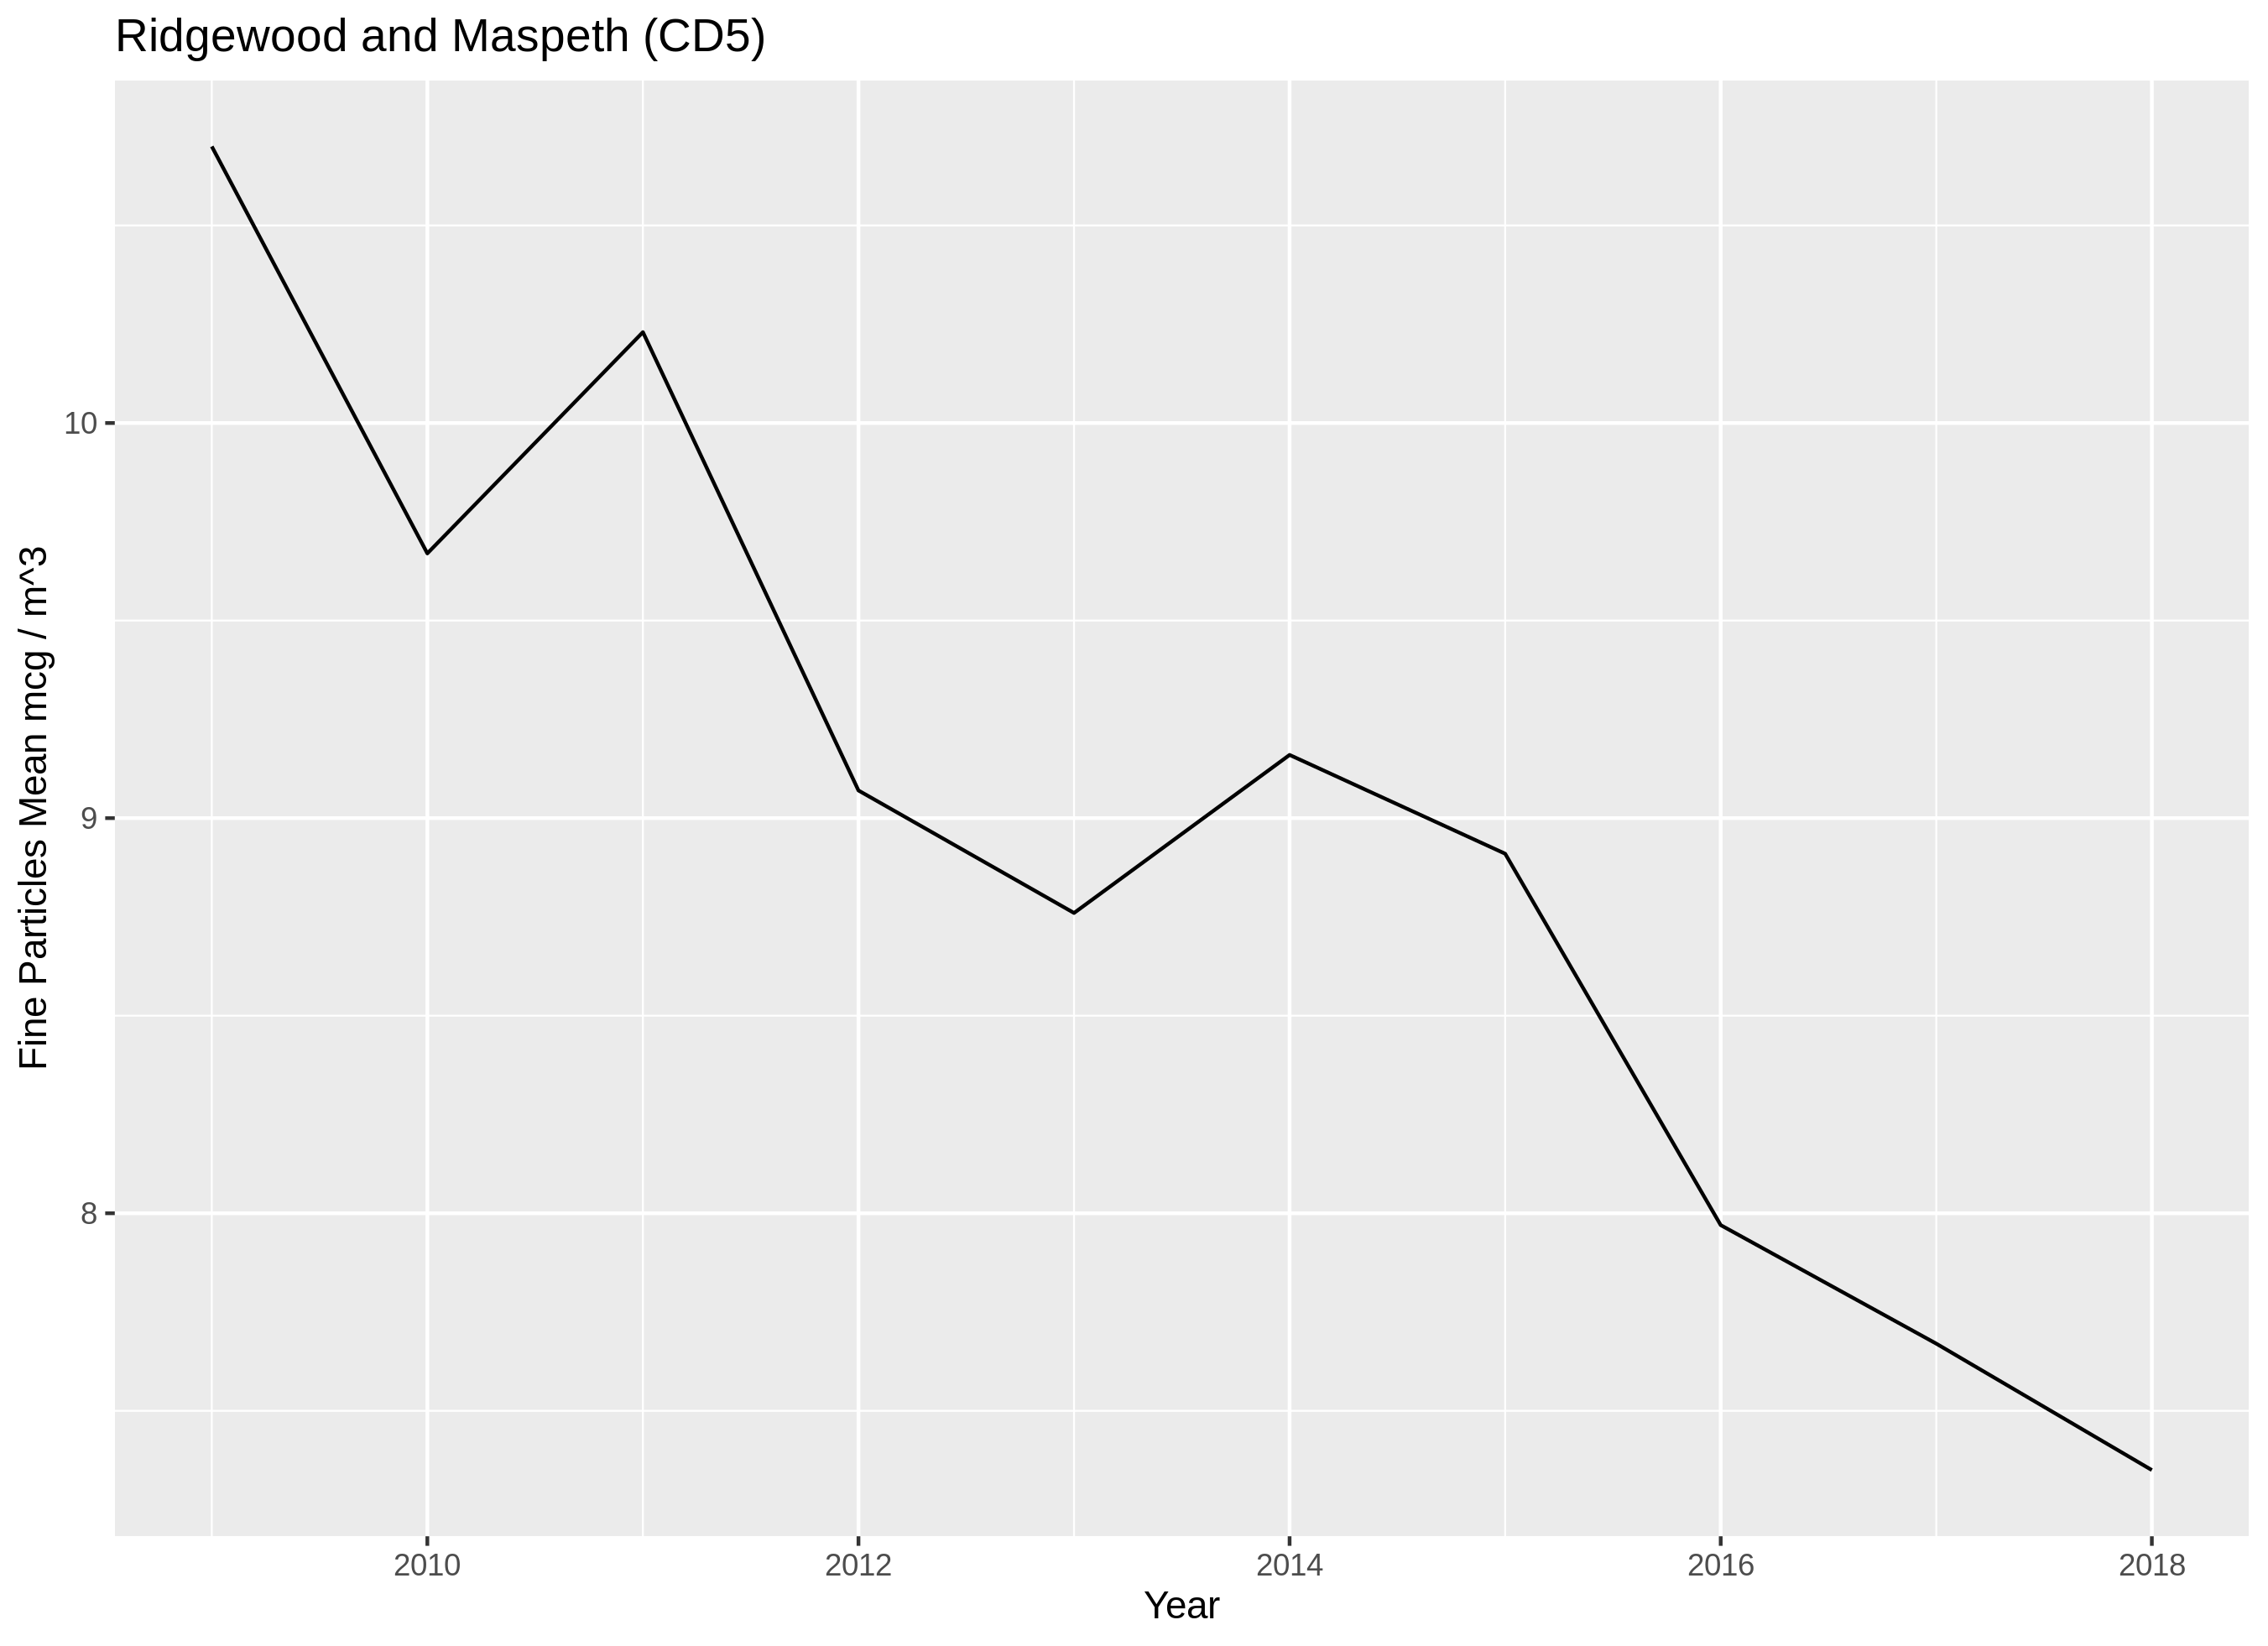 Ridgewood and Maspeth (CD5)
Fine Particles Mean mcg / m^3
10
9
8
2010 2012 2014 2016 2018
Year